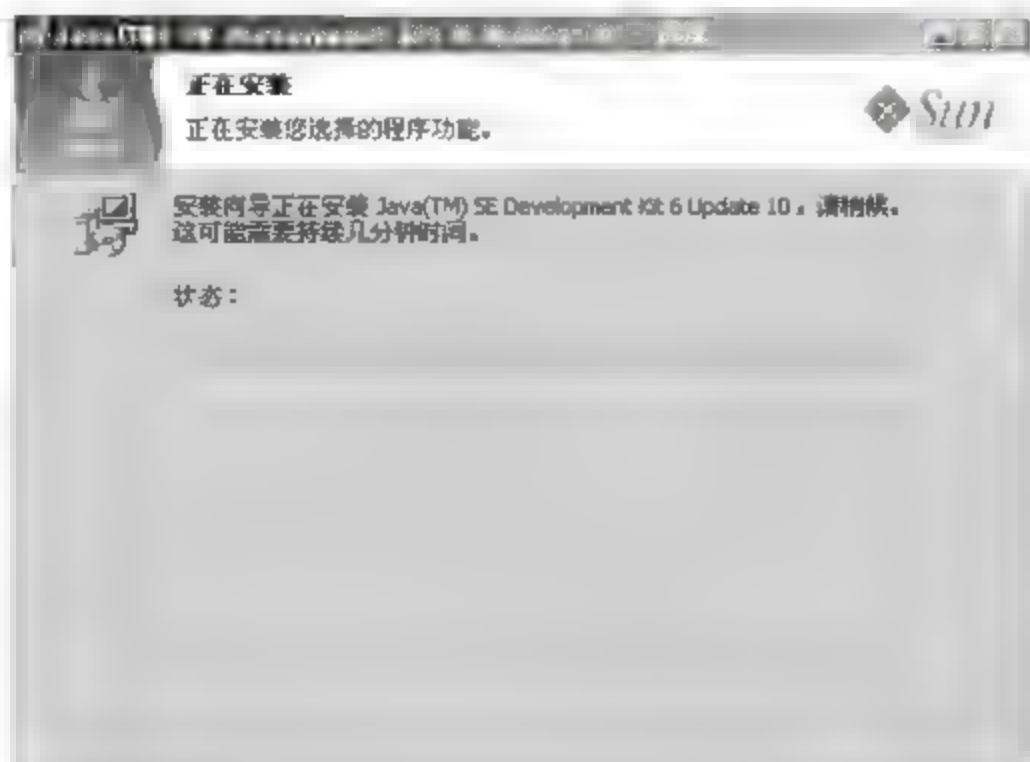 正在安装
正在安装您选择的程序功能。
Sun
安装向导正在安装 Java(TM) SE Development Kit 6 Update 10，请稍候。
这可能需要持续几分钟时间。
状态：